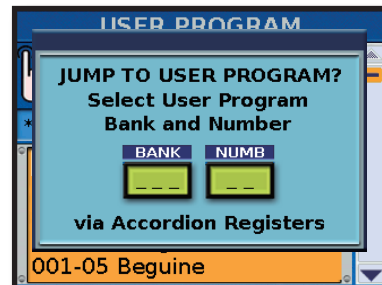 USER PROGRAM
JUMP TO USER PROGRAM?
Select User Program
Bank and Number
BANK NUMB
_ _ _ _ _
via Accordion Registers
001-05 Beguine